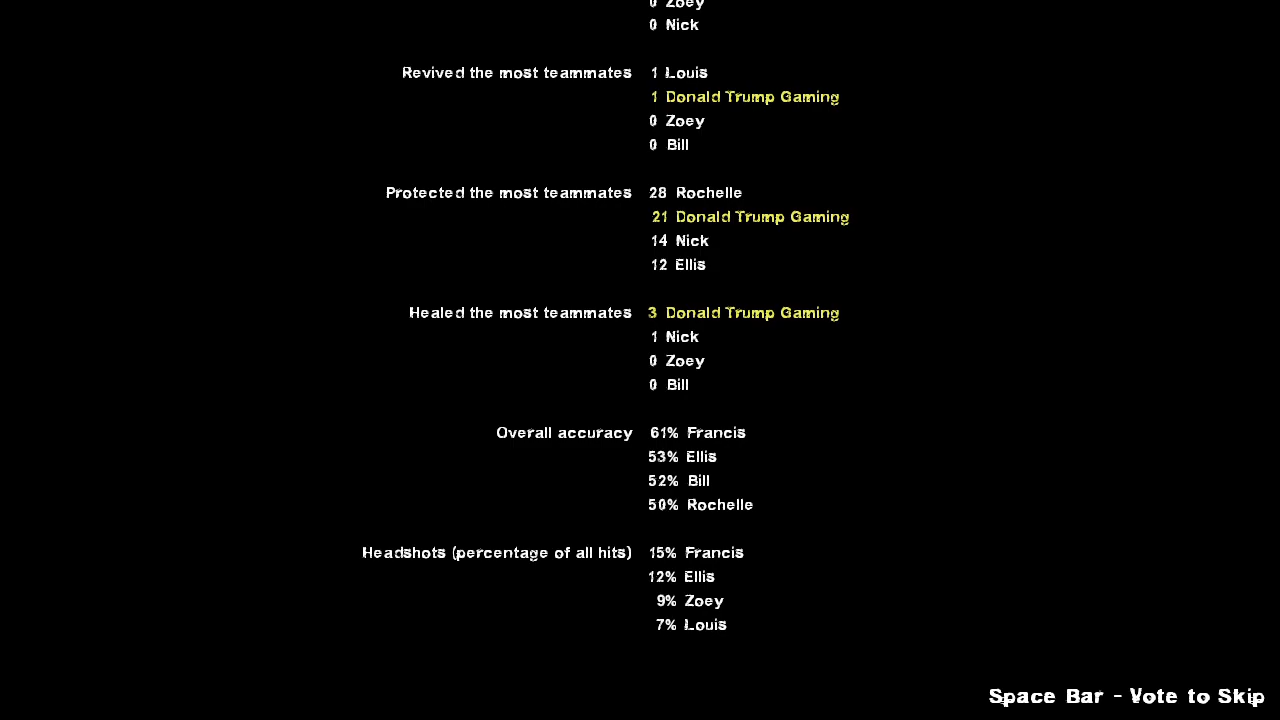 0 Zoey
0 Nick
Revived the most teammates 1 Louis
1 Donald Trump Gaming
0 Zoey
0 Bill
Protected the most teammates 28 Rochelle
21 Donald Trump Gaming
14 Nick
12 Ellis
Healed the most teammates 3 Donald Trump Gaming
1 Nick
0 Zoey
0 Bill
Overall accuracy 61% Francis
53% Ellis
52% Bill
50% Rochelle
Headshots (percentage of all hits) 15% Francis
12% Ellis
9% Zoey
7% Louis
Space Bar - Vote to Skip